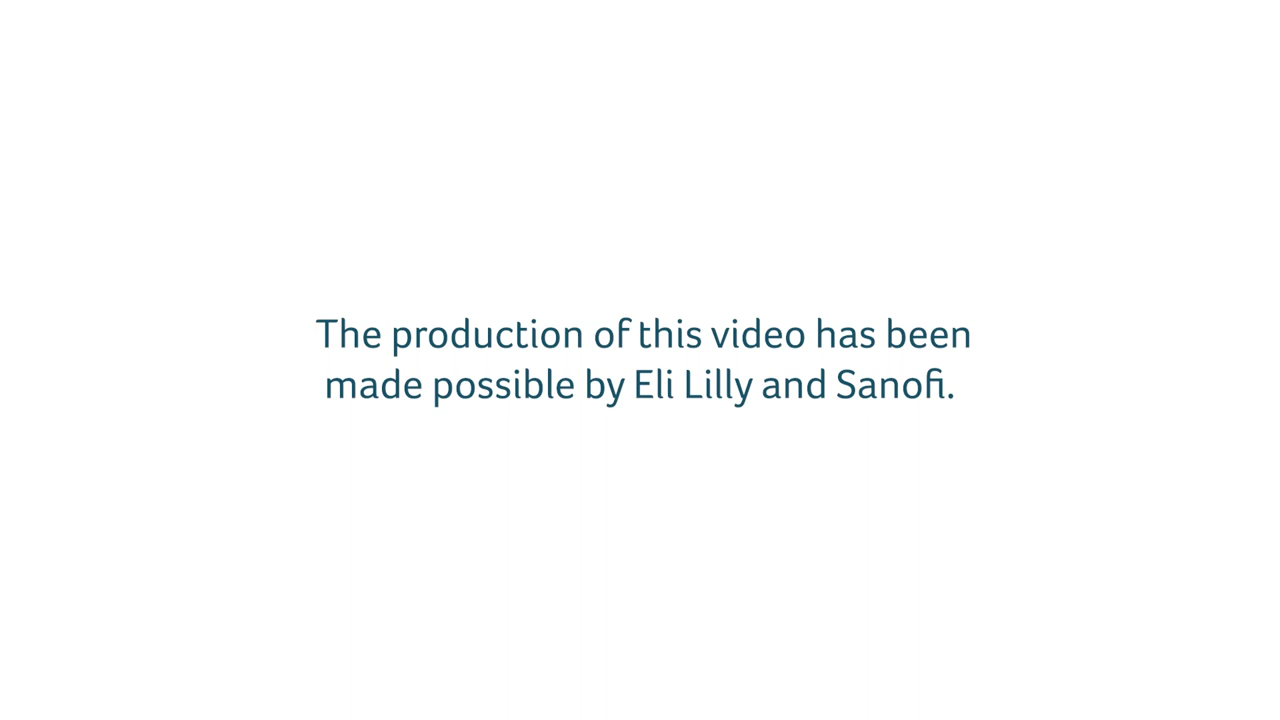 The production of this video has been
made possible by Eli Lilly and Sanofi.